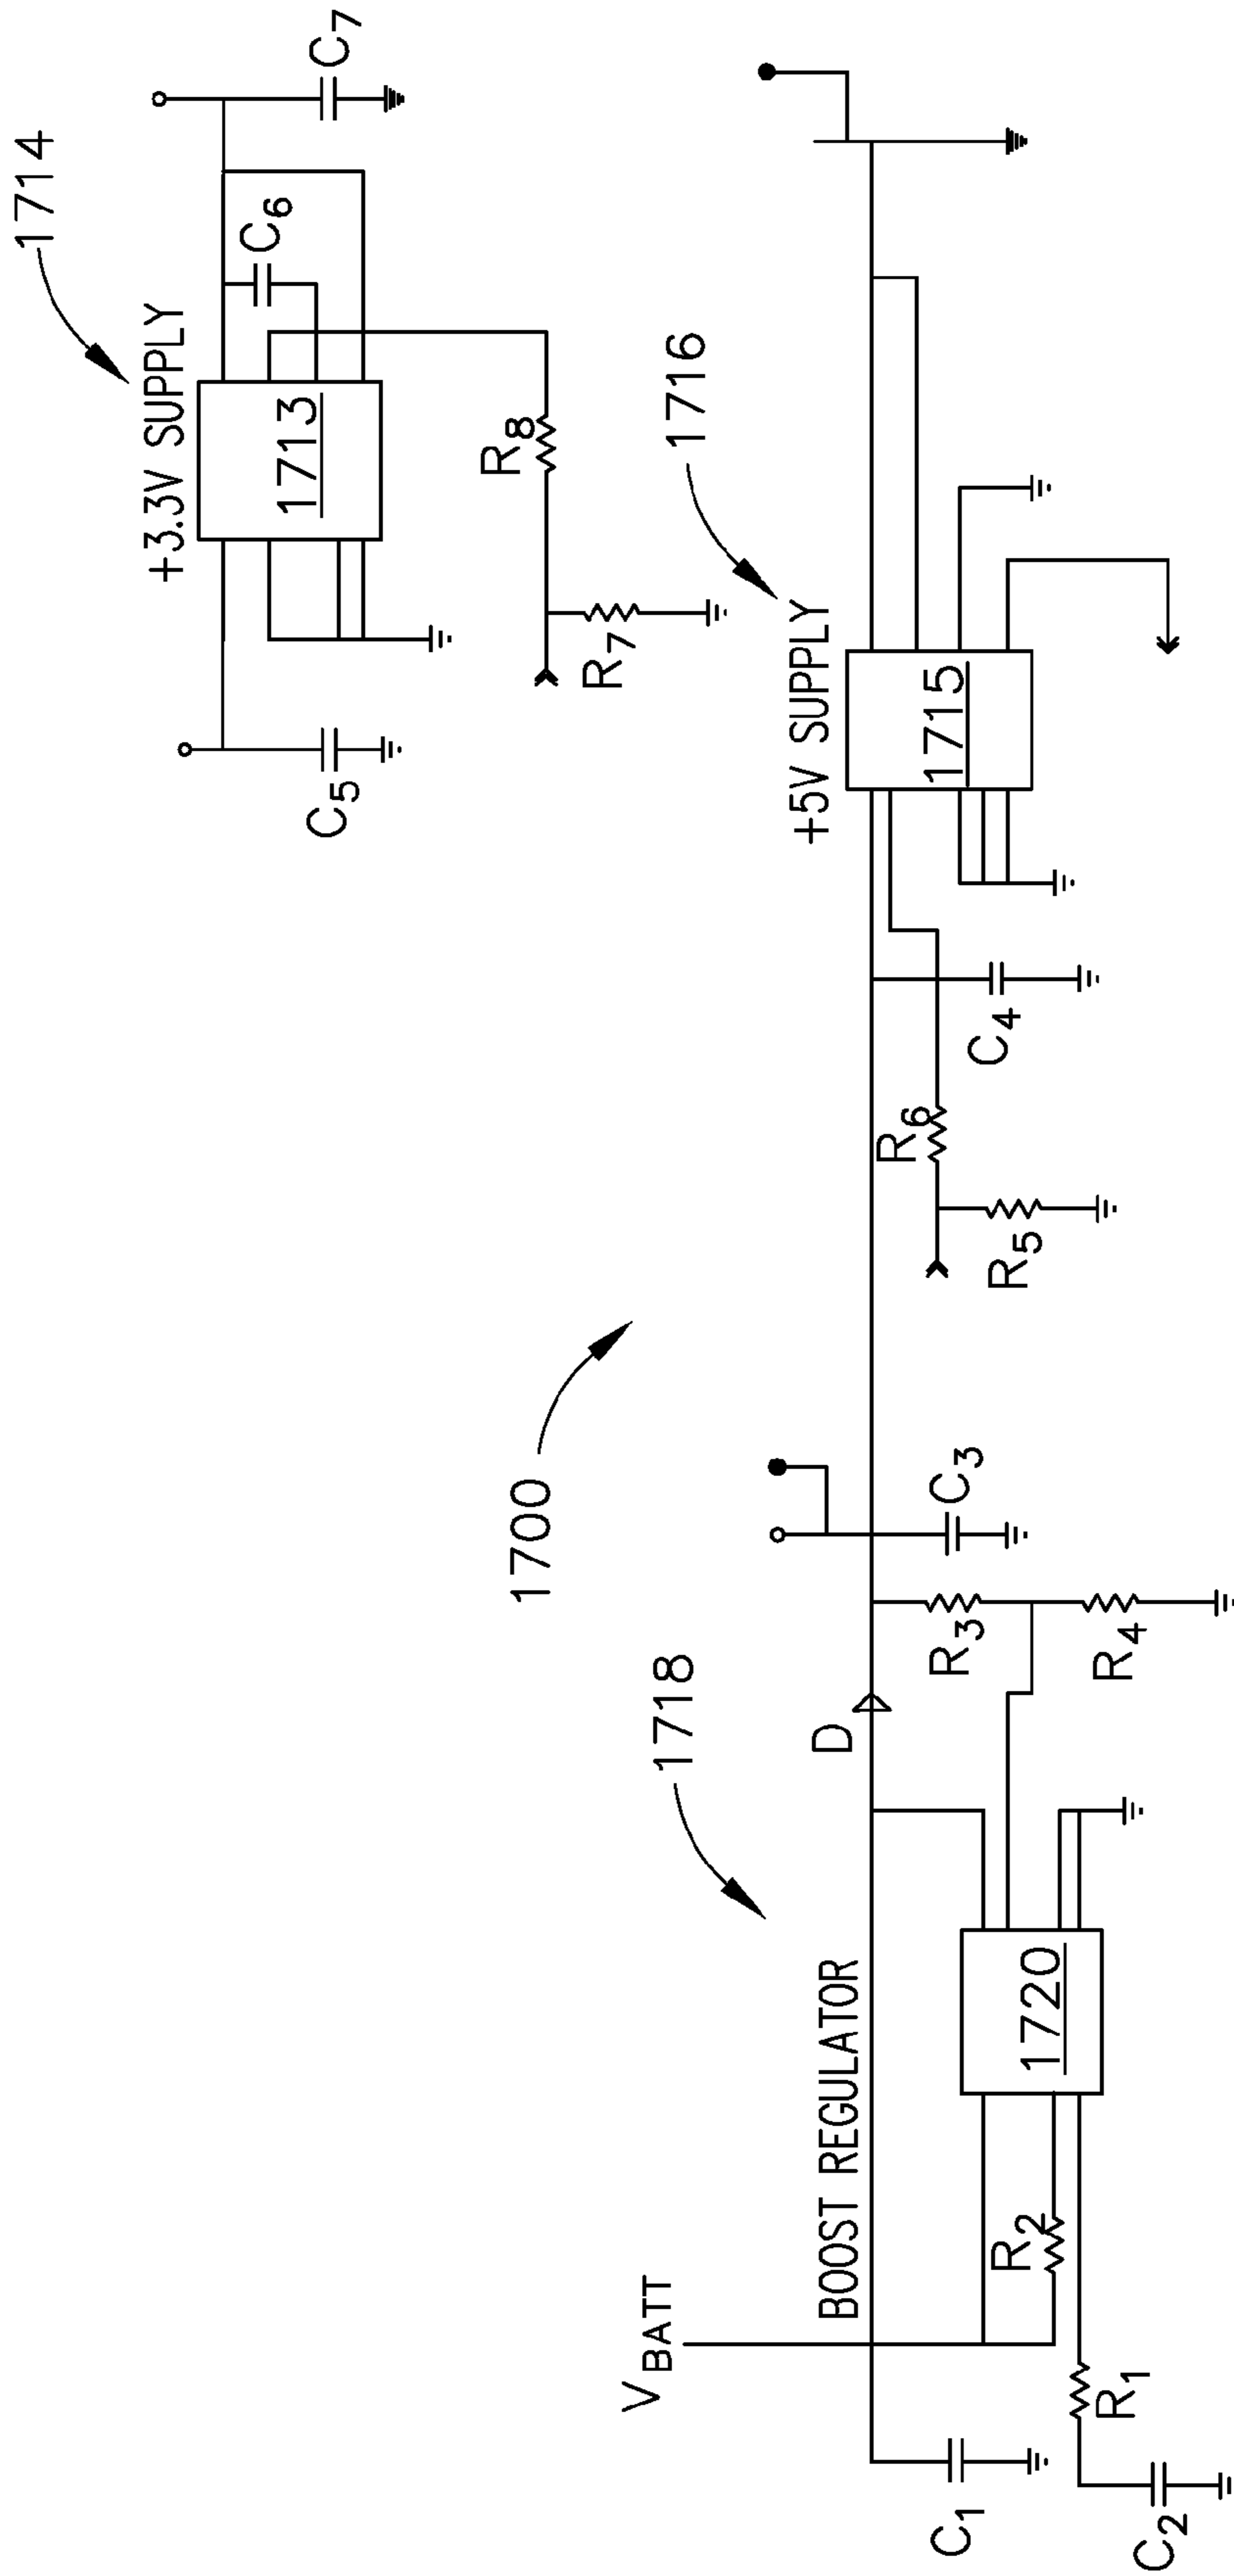 1714
+3.3V SUPPLY
1713
C5
C6
C7
R7
R8
1700
1718
1716
VBATT
BOOST REGULATOR
D
+5V SUPPLY
1720
1715
C1
C2
R1
R2
R3
R4
C3
R5
R6
C4